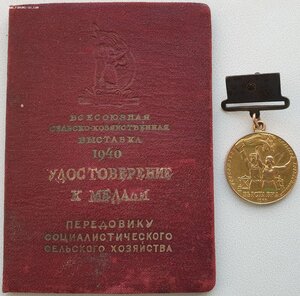 ВСЕСОЮЗНАЯ
СЕЛЬСКО-ХОЗЯЙСТВЕННАЯ
ВЫСТАВКА
1940
УДОСТОВЕРЕНИЕ
К МЕДАЛИ
ПЕРЕДОВИКУ
СОЦИАЛИСТИЧЕСКОГО
СЕЛЬСКОГО ХОЗЯЙСТВА